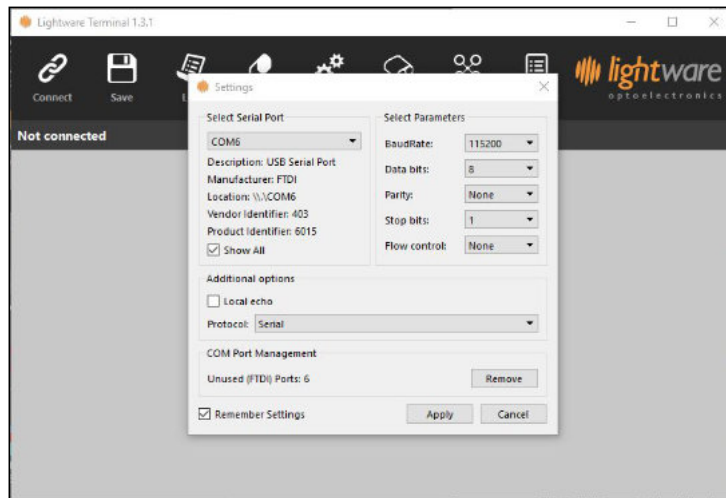 Lightware Terminal 1.3.1
Connect
Save
lightware
optoelectronics
Not connected
Settings
Select Serial Port
COM6
Description: USB Serial Port
Manufacturer: FTDI
Location: \\.\COM6
Vendor Identifier: 403
Product Identifier: 6015
Show All
Select Parameters
BaudRate: 115200
Data bits: 8
Parity: None
Stop bits: 1
Flow control: None
Additional options
Local echo
Protocol: Serial
COM Port Management
Unused (FTDI) Ports: 6
Remove
Remember Settings
Apply
Cancel